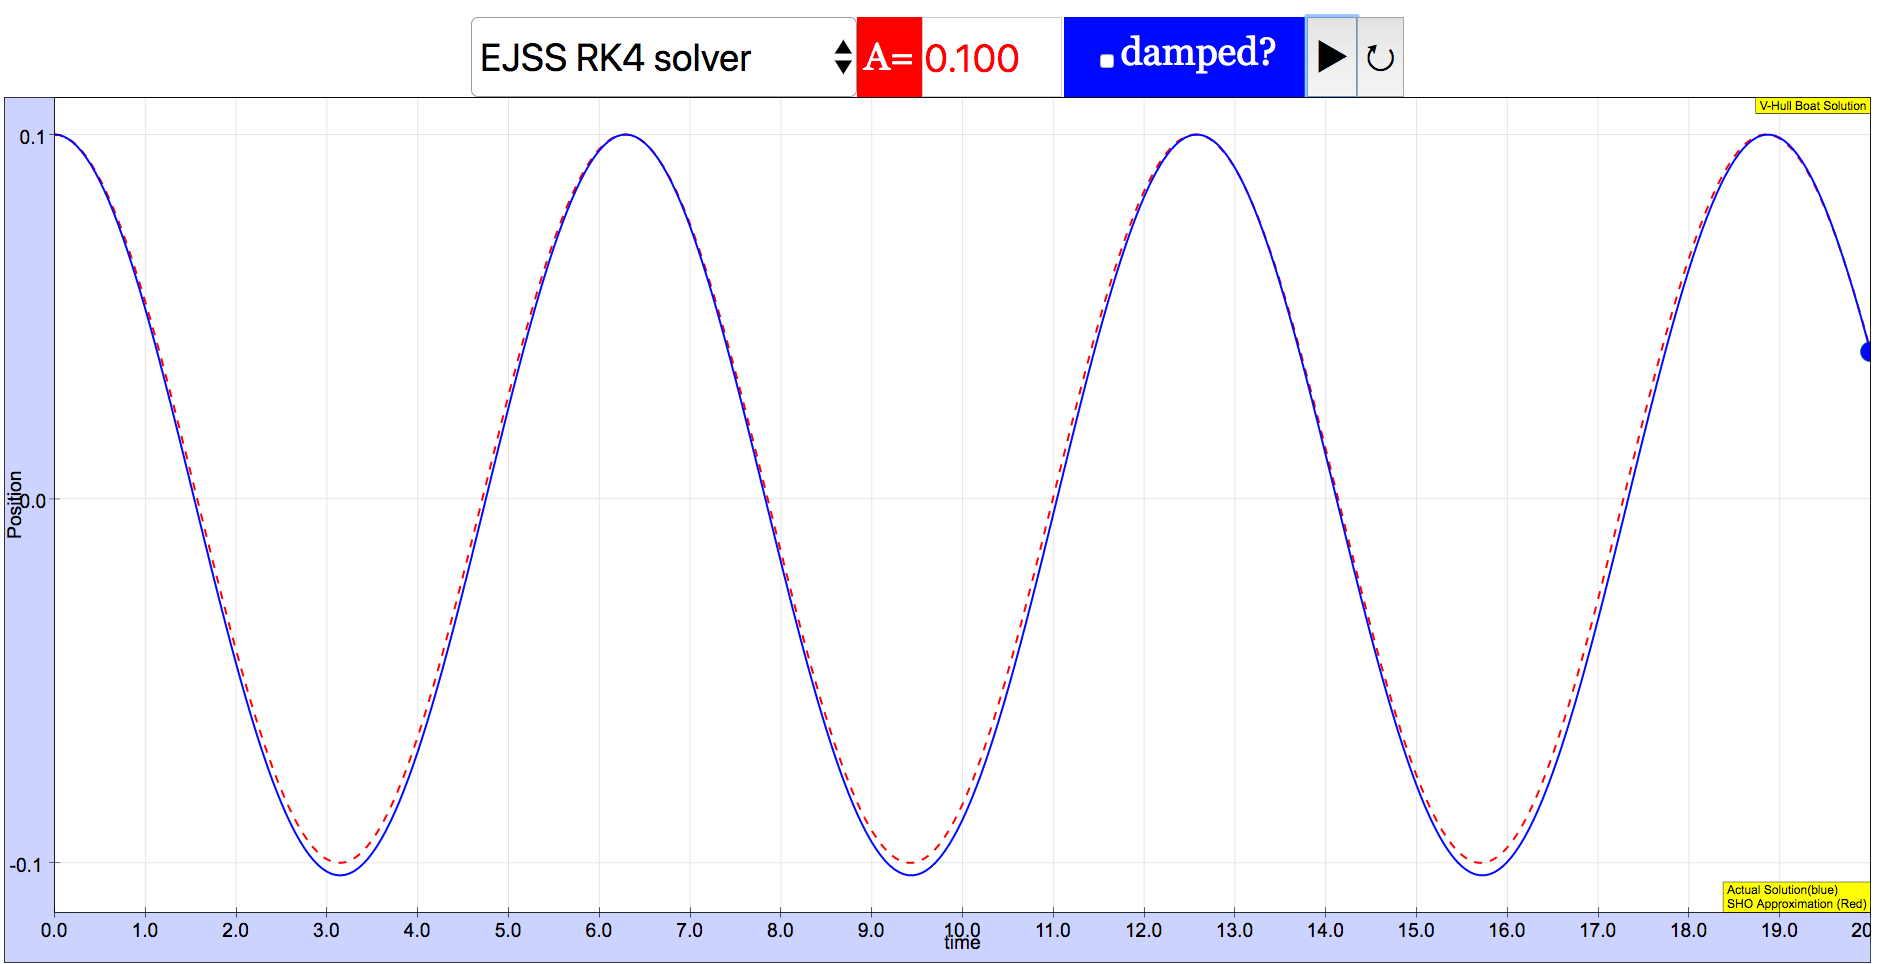 EJSS RK4 solver A= 0.100 damped?
V-Hull Boat Solution
0.1
0.0
-0.1
Position
Actual Solution(blue)
SHO Approximation (Red)
0.0 1.0 2.0 3.0 4.0 5.0 6.0 7.0 8.0 9.0 10.0 11.0 12.0 13.0 14.0 15.0 16.0 17.0 18.0 19.0 20
time